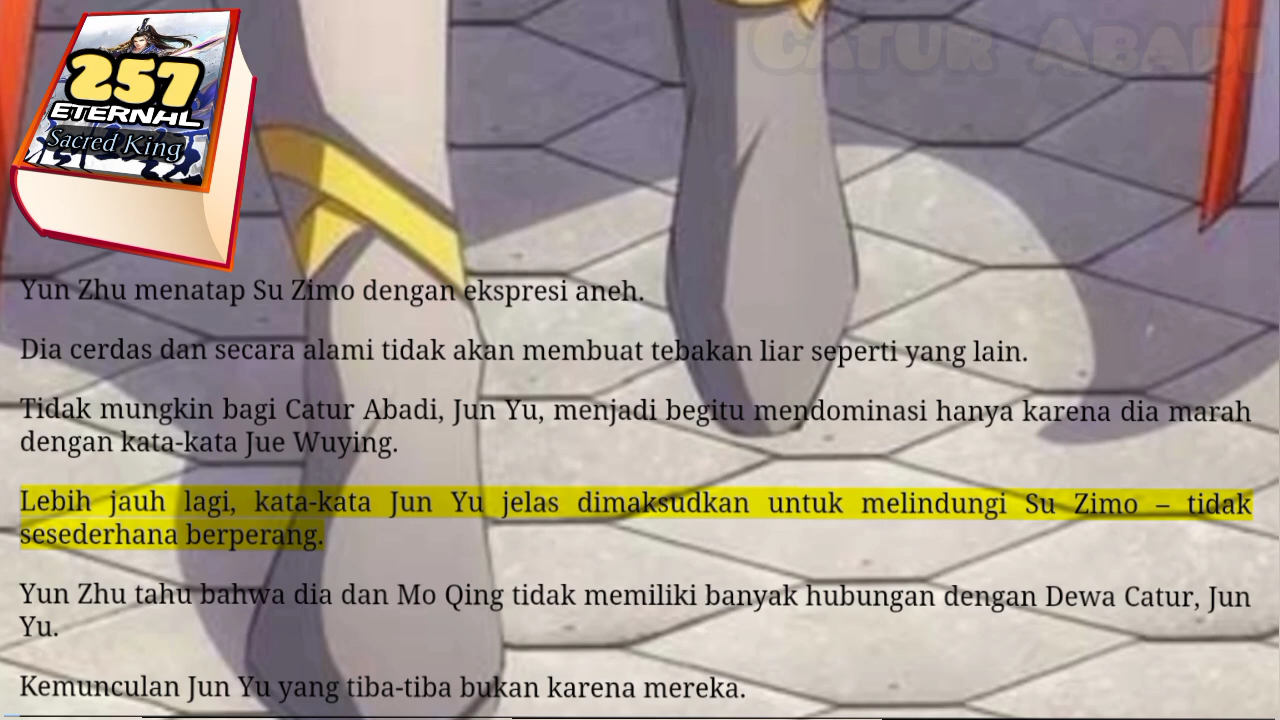 CATUR ABADI
257
ETERNAL
Sacred King
Yun Zhu menatap Su Zimo dengan ekspresi aneh.
Dia cerdas dan secara alami tidak akan membuat tebakan liar seperti yang lain.
Tidak mungkin bagi Catur Abadi, Jun Yu, menjadi begitu mendominasi hanya karena dia marah
dengan kata-kata Jue Wuying.
Lebih jauh lagi, kata-kata Jun Yu jelas dimaksudkan untuk melindungi Su Zimo – tidak
sesederhana berperang.
Yun Zhu tahu bahwa dia dan Mo Qing tidak memiliki banyak hubungan dengan Dewa Catur, Jun
Yu.
Kemunculan Jun Yu yang tiba-tiba bukan karena mereka.